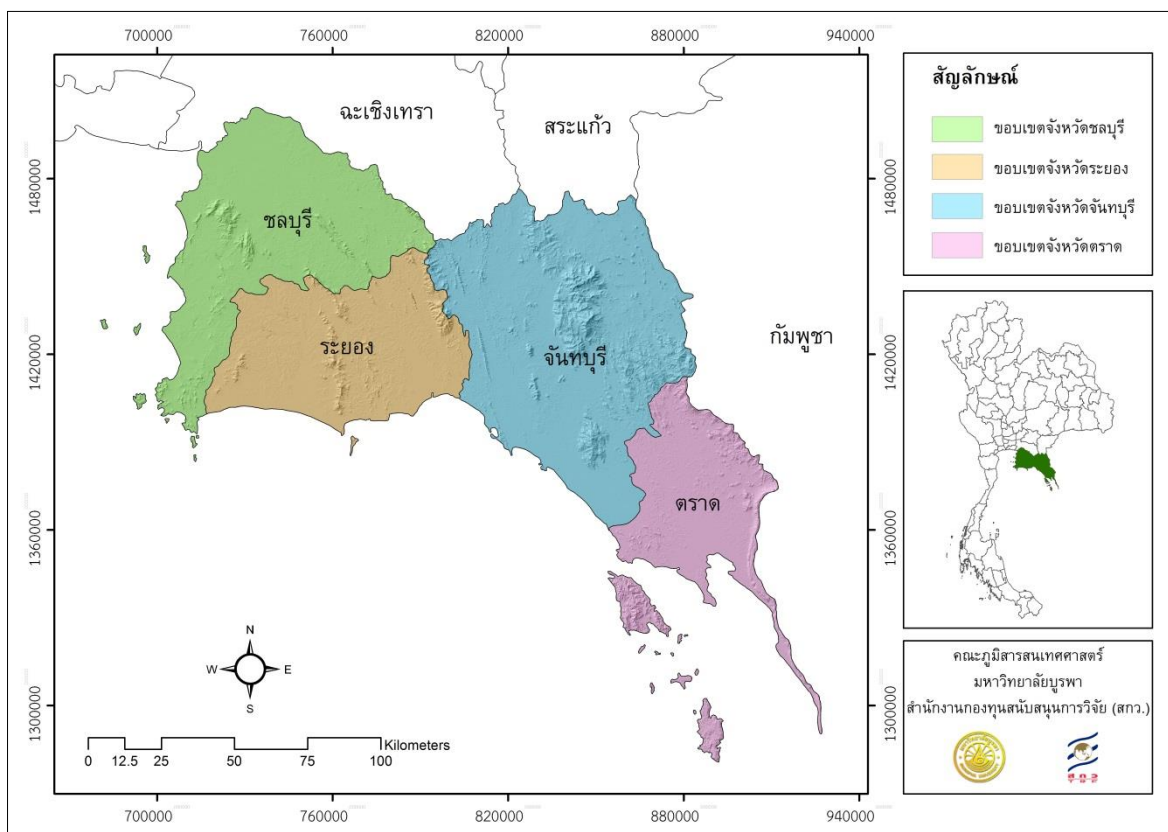 700000 760000 820000 880000 940000
สัญลักษณ์
ขอบเขตจังหวัดชลบุรี
ขอบเขตจังหวัดระยอง
ขอบเขตจังหวัดจันทบุรี
ขอบเขตจังหวัดตราด
ฉะเชิงเทรา
สระแก้ว
1480000 1480000
ชลบุรี
ระยอง
จันทบุรี
กัมพูชา
1420000 1420000
ตราด
1360000 1360000
N
W E
S
1300000 1300000
Kilometers
0 12.5 25 50 75 100
700000 760000 820000 880000 940000
คณะภูมิสารสนเทศศาสตร์
มหาวิทยาลัยบูรพา
สำนักงานกองทุนสนับสนุนการวิจัย (สกว.)